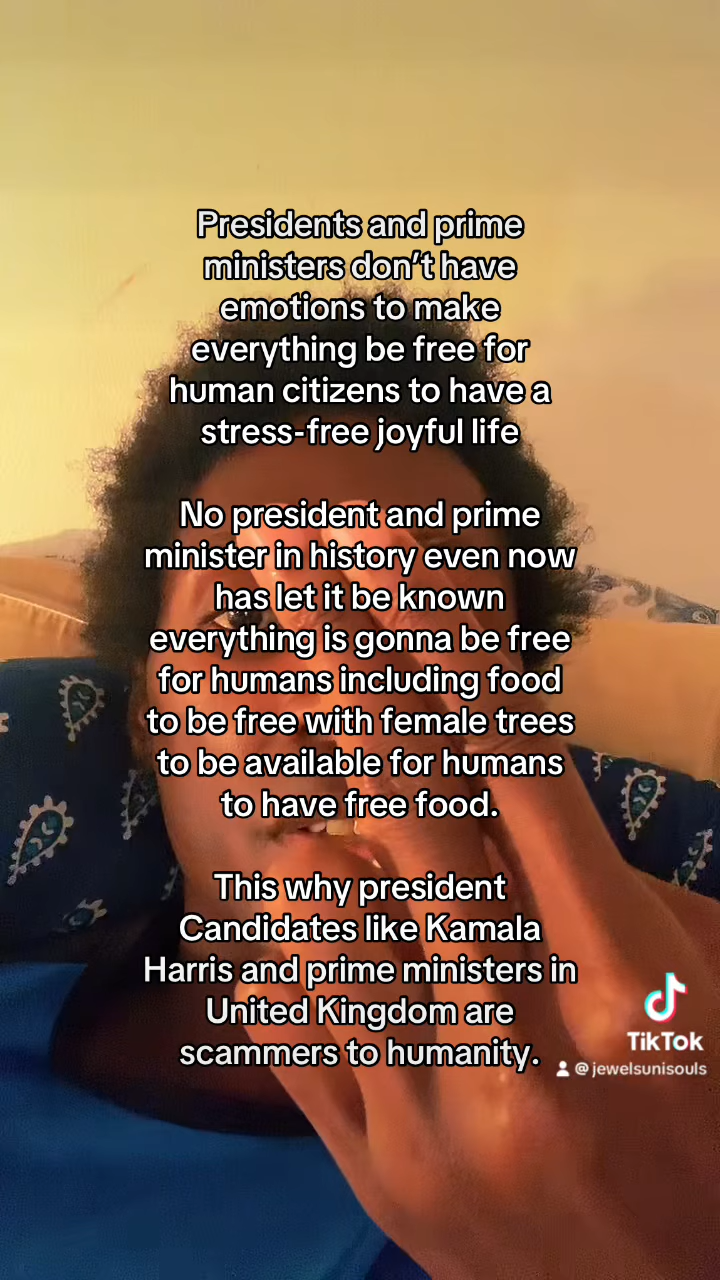 Presidents and prime
ministers don’t have
emotions to make
everything be free for
human citizens to have a
stress-free joyful life
No president and prime
minister in history even now
has let it be known
everything is gonna be free
for humans including food
to be free with female trees
to be available for humans
to have free food.
This why president
Candidates like Kamala
Harris and prime ministers in
United Kingdom are
scammers to humanity.
TikTok
@jewelsunisouls